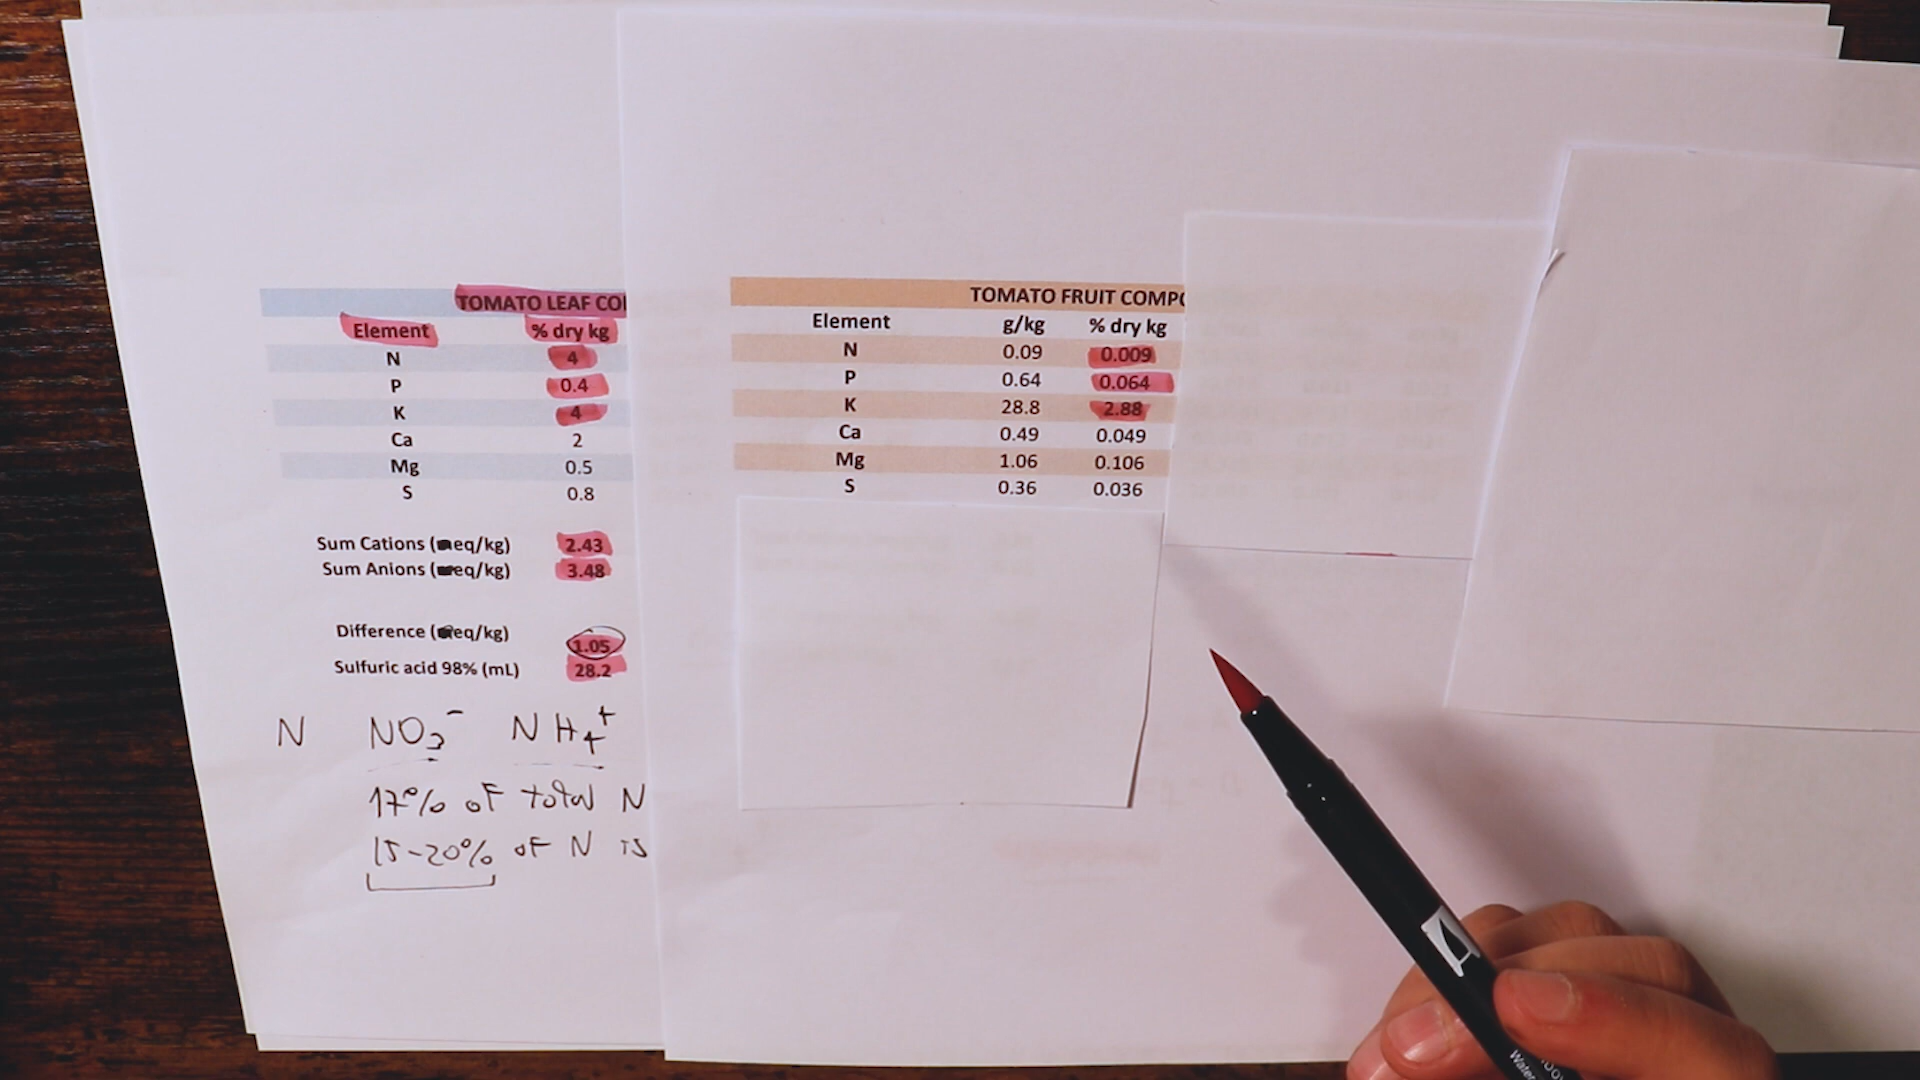 TOMATO LEAF CO
Element % dry kg
N 4
P 0.4
K 4
Ca 2
Mg 0.5
S 0.8
Sum Cations (eq/kg) 2.43
Sum Anions (eq/kg) 3.48
Difference (eq/kg) 1.05
Sulfuric acid 98% (mL) 28.2
N NO₃⁻ NH₄⁺
17% of total N
15-20% of N is
TOMATO FRUIT COMPO
Element g/kg % dry kg
N 0.09 0.009
P 0.64 0.064
K 28.8 2.88
Ca 0.49 0.049
Mg 1.06 0.106
S 0.36 0.036
Water